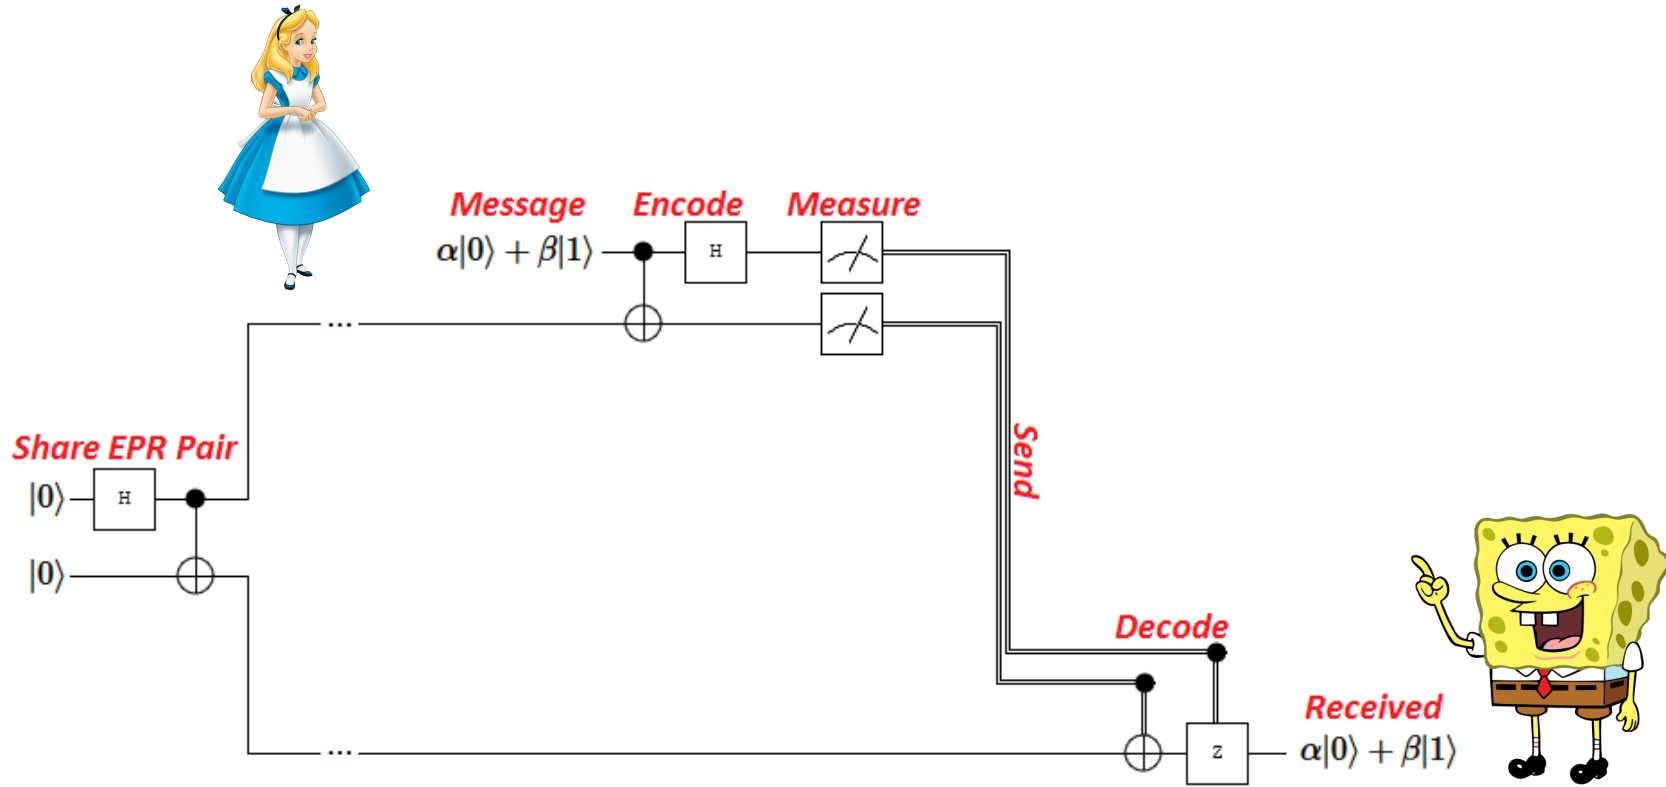 Message
Encode
Measure
α|0⟩ + β|1⟩
H
...
Share EPR Pair
|0⟩
H
|0⟩
Send
...
Decode
Z
Received
α|0⟩ + β|1⟩